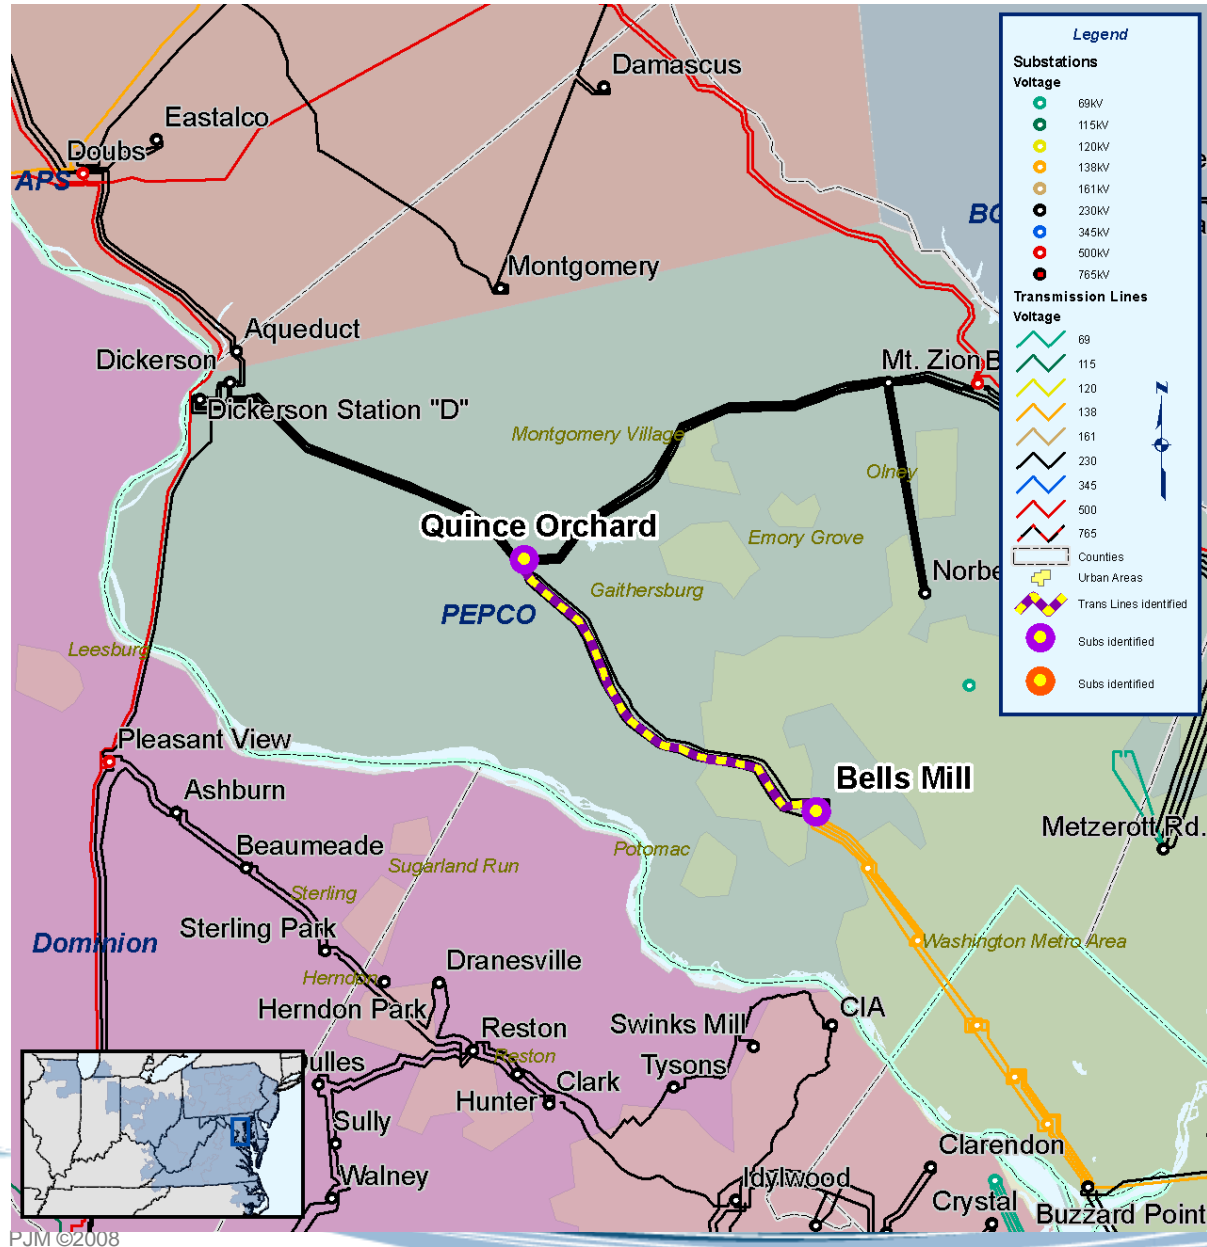 Damascus
Eastalco
Doubs
APS
Montgomery
Aqueduct
Dickerson
Dickerson Station "D"
Mt. Zion
Montgomery Village
Olney
Quince Orchard
Emory Grove
Gaithersburg
PEPCO
Leesburg
Pleasant View
Ashburn
Bells Mill
Metzerott Rd.
Beaumeade
Sugarland Run
Potomac
Sterling
Sterling Park
Dominion
Washington Metro Area
Herndon
Dranesville
Herndon Park
CIA
Swinks Mill
Reston
Reston
Tysons
Clark
Hunter
Sully
Walney
Idylwood
Clarendon
Crystal
Buzzard Point
Legend
Substations
Voltage
69kV
115kV
120kV
138kV
161kV
230kV
345kV
500kV
765kV
Transmission Lines
Voltage
69
115
120
138
161
230
345
500
765
Counties
Urban Areas
Trans Lines identified
Subs identified
Subs identified
N
PJM ©2008